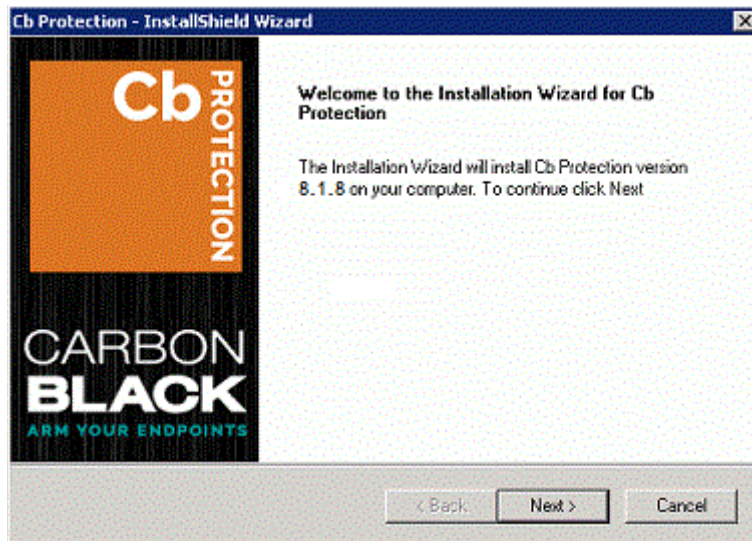 Cb Protection - InstallShield Wizard
Cb
PROTECTION
Welcome to the Installation Wizard for Cb
Protection
The Installation Wizard will install Cb Protection version
8.1.8 on your computer. To continue click Next
CARBON
BLACK
ARM YOUR ENDPOINTS
< Back
Next >
Cancel